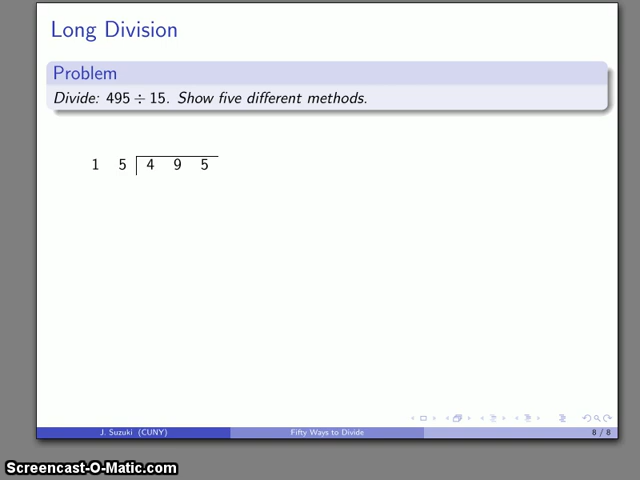 Long Division
Problem
Divide: 495 ÷ 15. Show five different methods.
1 5 4 9 5
J. Suzuki (CUNY) Fifty Ways to Divide 8 / 8
Screencast-O-Matic.com